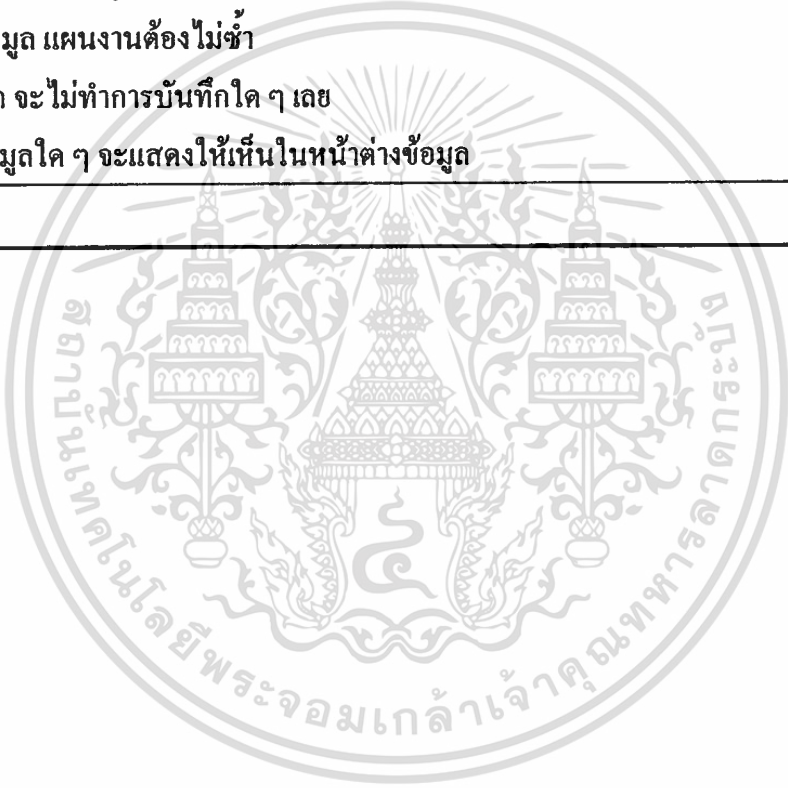 มูล แผนงานต้องไม่ซ้ำ
จะไม่ทำการบันทึกใด ๆ เลย
มูลใด ๆ จะแสดงให้เห็นในหน้าต่างข้อมูล
สถาบันเทคโนโลยีพระจอมเกล้าเจ้าคุณทหารลาดกระบัง